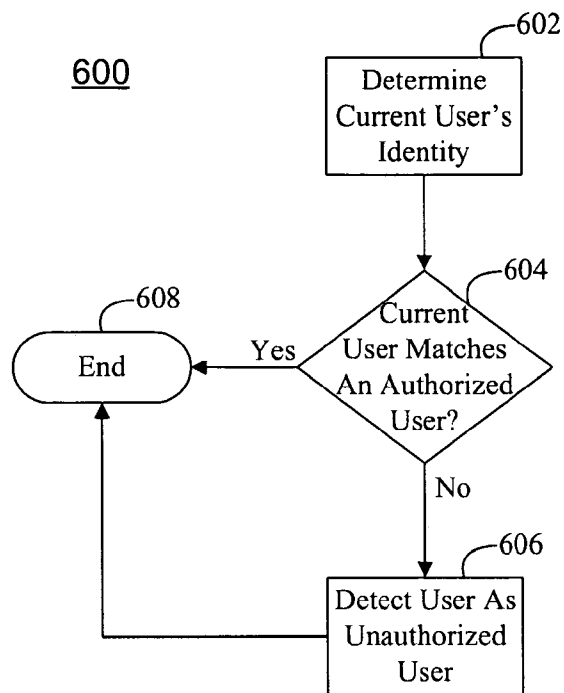 600
602
Determine
Current User's
Identity
604
Current
User Matches
An Authorized
User?
Yes
608
End
No
606
Detect User As
Unauthorized
User